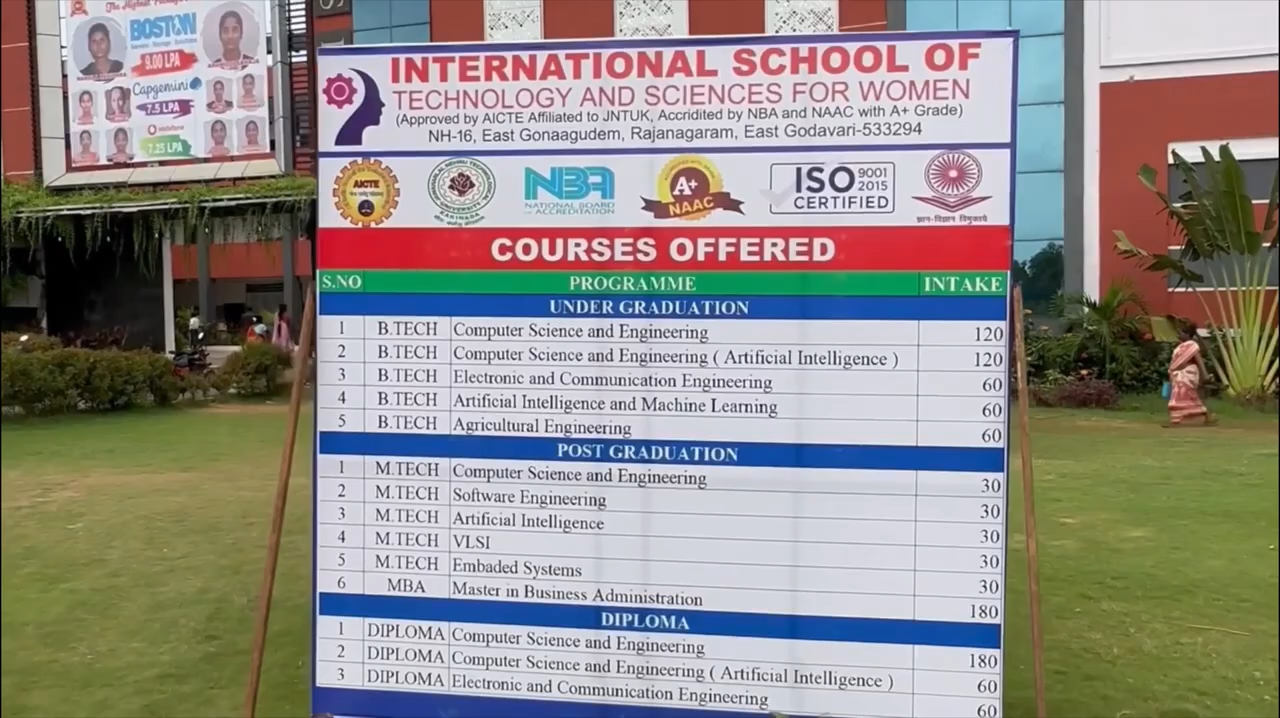 The Highest Package
BOSTON
9.00 LPA
Capgemini
7.5 LPA
vodafone
7.25 LPA
INTERNATIONAL SCHOOL OF
TECHNOLOGY AND SCIENCES FOR WOMEN
(Approved by AICTE Affiliated to JNTUK, Accridited by NBA and NAAC with A+ Grade)
NH-16, East Gonaagudem, Rajanagaram, East Godavari-533294
AICTE
KAKINADA
NBA
NATIONAL BOARD
OF ACCREDITATION
A+
NAAC
ISO 9001 2015
CERTIFIED
ज्ञान-विज्ञान विमुक्तये
COURSES OFFERED
S.NO PROGRAMME INTAKE
UNDER GRADUATION
1 B.TECH Computer Science and Engineering 120
2 B.TECH Computer Science and Engineering ( Artificial Intelligence ) 120
3 B.TECH Electronic and Communication Engineering 60
4 B.TECH Artificial Intelligence and Machine Learning 60
5 B.TECH Agricultural Engineering 60
POST GRADUATION
1 M.TECH Computer Science and Engineering 30
2 M.TECH Software Engineering 30
3 M.TECH Artificial Intelligence 30
4 M.TECH VLSI 30
5 M.TECH Embaded Systems 30
6 MBA Master in Business Administration 180
DIPLOMA
1 DIPLOMA Computer Science and Engineering 180
2 DIPLOMA Computer Science and Engineering ( Artificial Intelligence ) 60
3 DIPLOMA Electronic and Communication Engineering 60